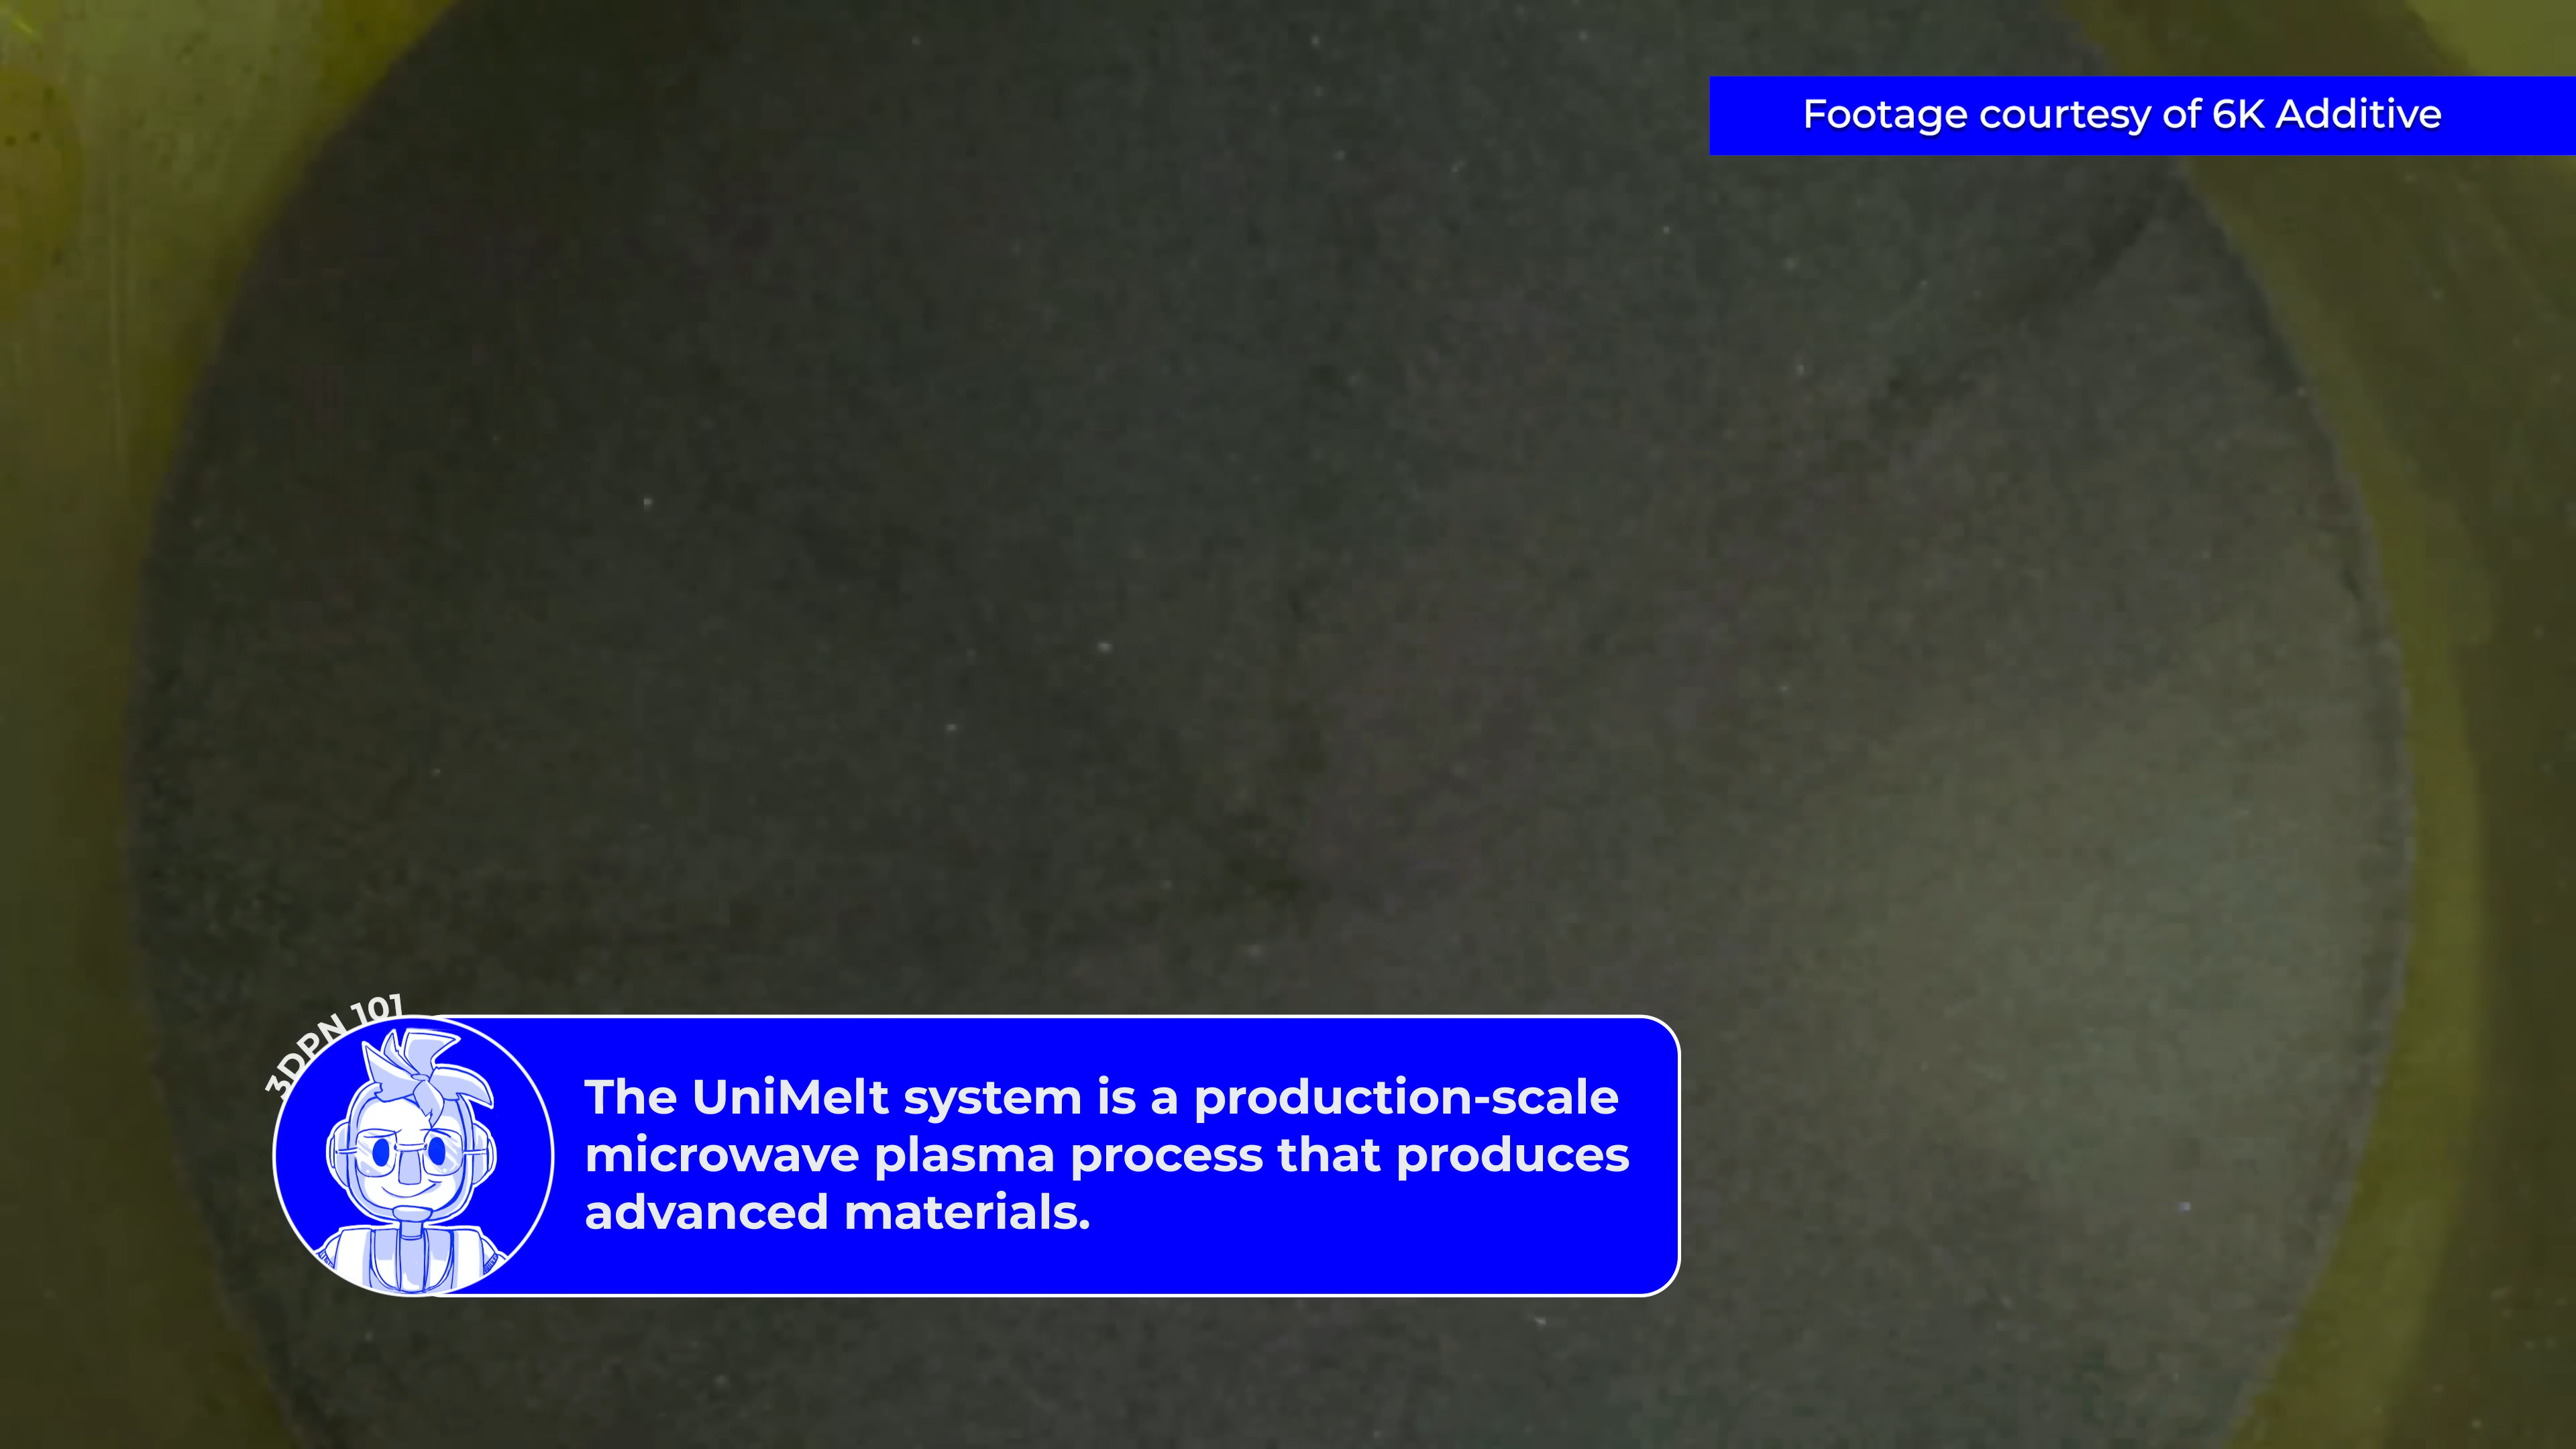 Footage courtesy of 6K Additive
3DPN 101
The UniMelt system is a production-scale
microwave plasma process that produces
advanced materials.